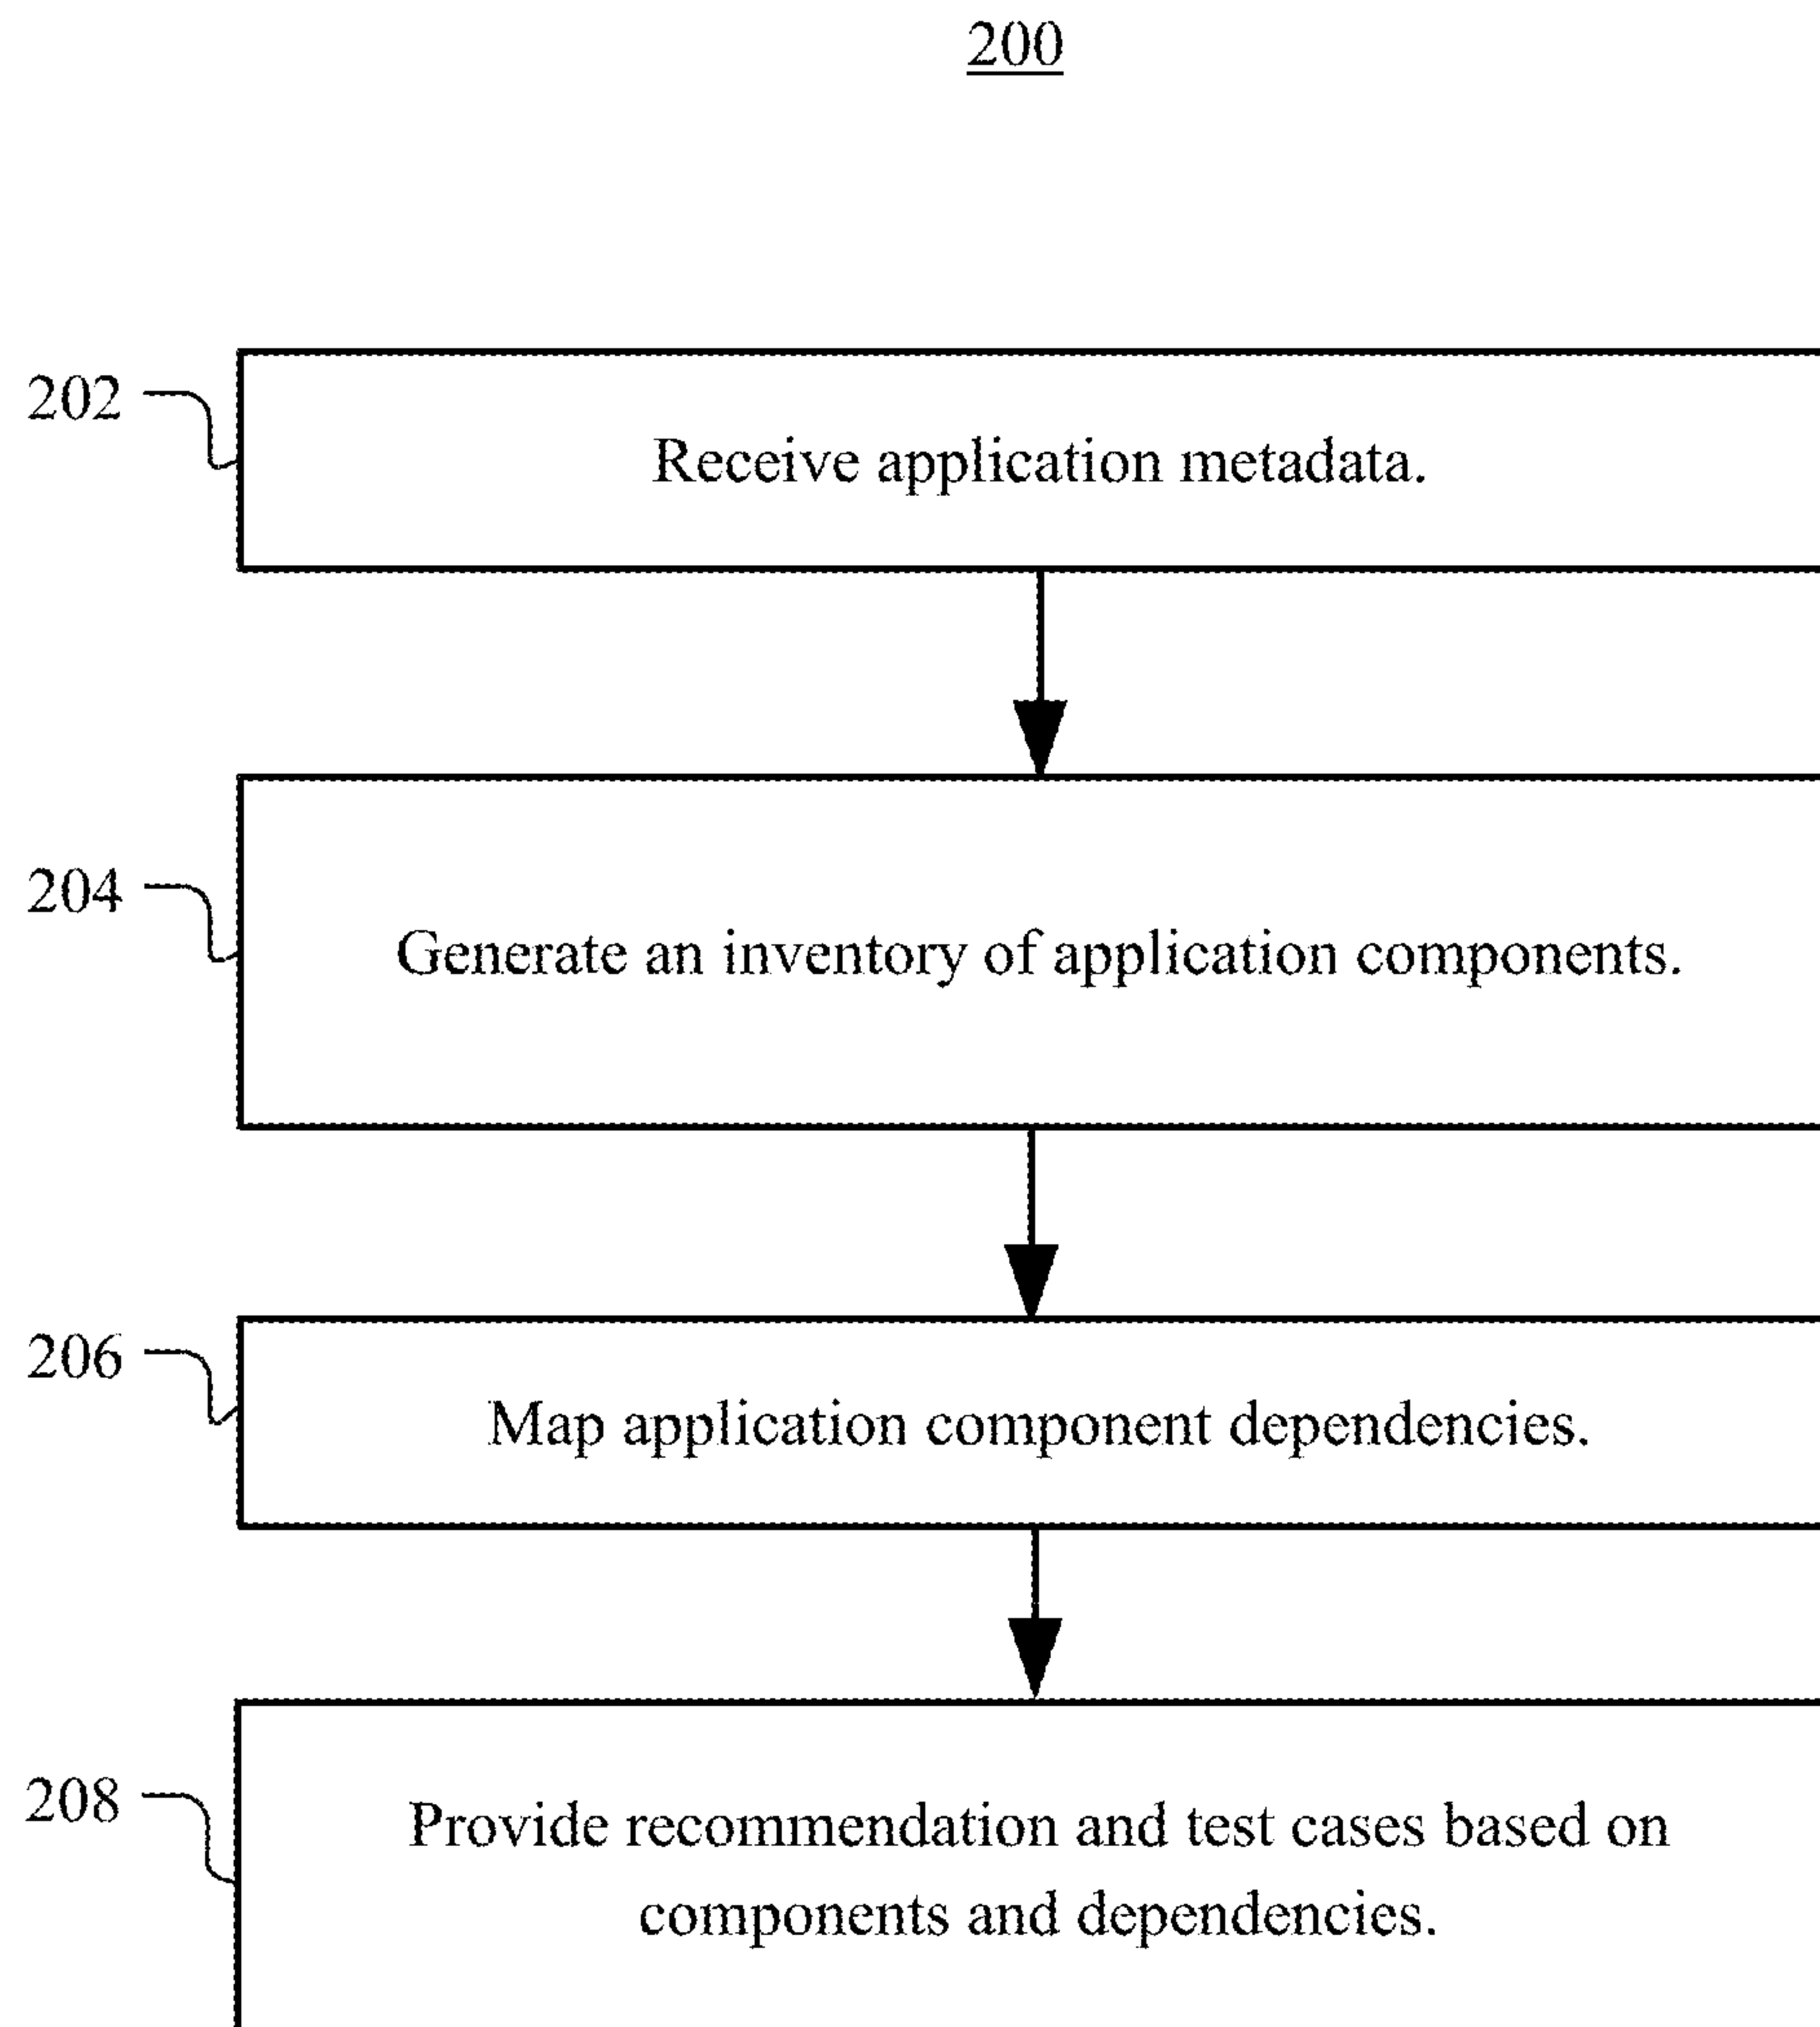 200
202
Receive application metadata.
204
Generate an inventory of application components.
206
Map application component dependencies.
208
Provide recommendation and test cases based on
components and dependencies.